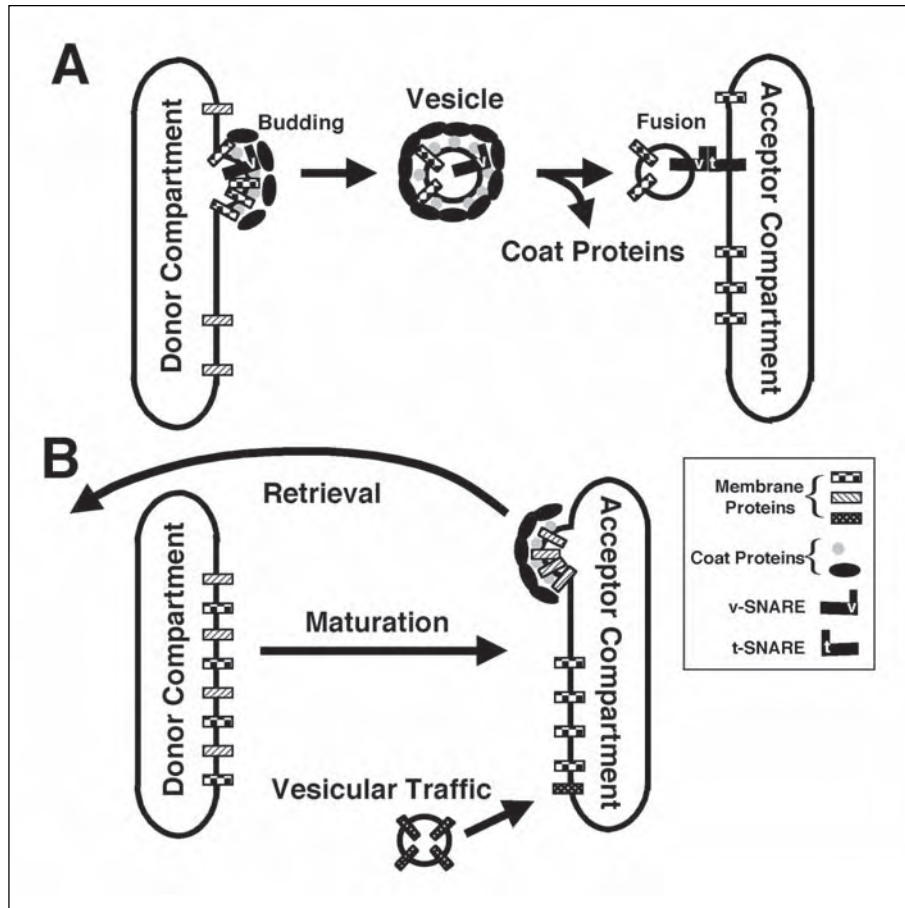 A
Donor Compartment
Budding
Vesicle
v
Coat Proteins
Fusion
v t
Acceptor Compartment
B
Retrieval
Donor Compartment
Maturation
Vesicular Traffic
Acceptor Compartment
Membrane
Proteins
Coat Proteins
v-SNARE
v
t-SNARE
t